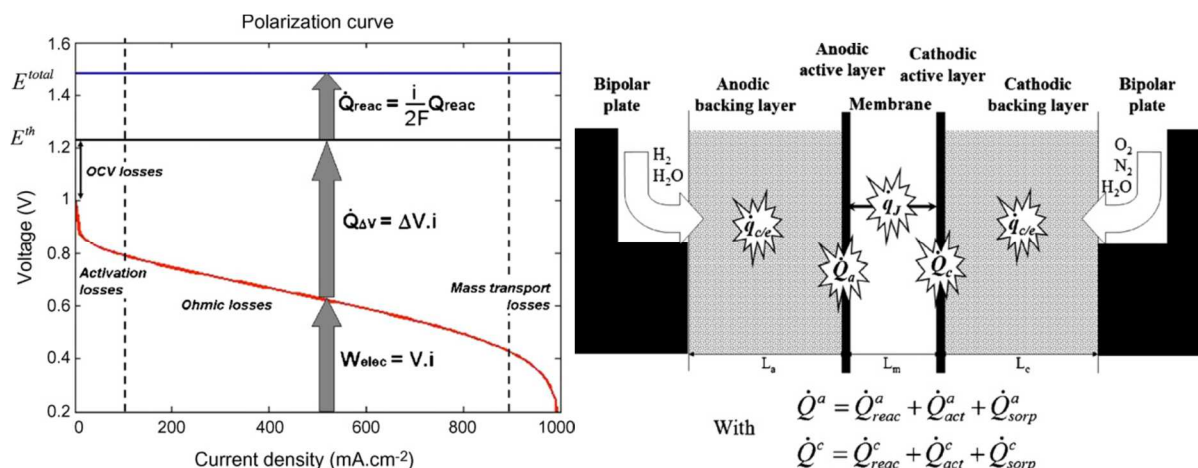 Polarization curve
1.6
E^total
1.4
Q̇reac = i/2F Qreac
E^th
1.2
OCV losses
1
Q̇ΔV = ΔV.i
0.8
Activation
losses
Ohmic losses
Mass transport
losses
0.6
Welec = V.i
0.4
0.2
0 200 400 600 800 1000
Voltage (V)
Current density (mA.cm⁻²)
Anodic
active layer
Cathodic
active layer
Bipolar
plate
Anodic
backing layer
Membrane
Cathodic
backing layer
Bipolar
plate
H₂
H₂O
O₂
N₂
H₂O
q̇c/e
q̇J
q̇c/e
Q̇a
Q̇c
La
Lm
Lc
With
Q̇^a = Q̇^a_reac + Q̇^a_act + Q̇^a_sorp
Q̇^c = Q̇^c_reac + Q̇^c_act + Q̇^c_sorp